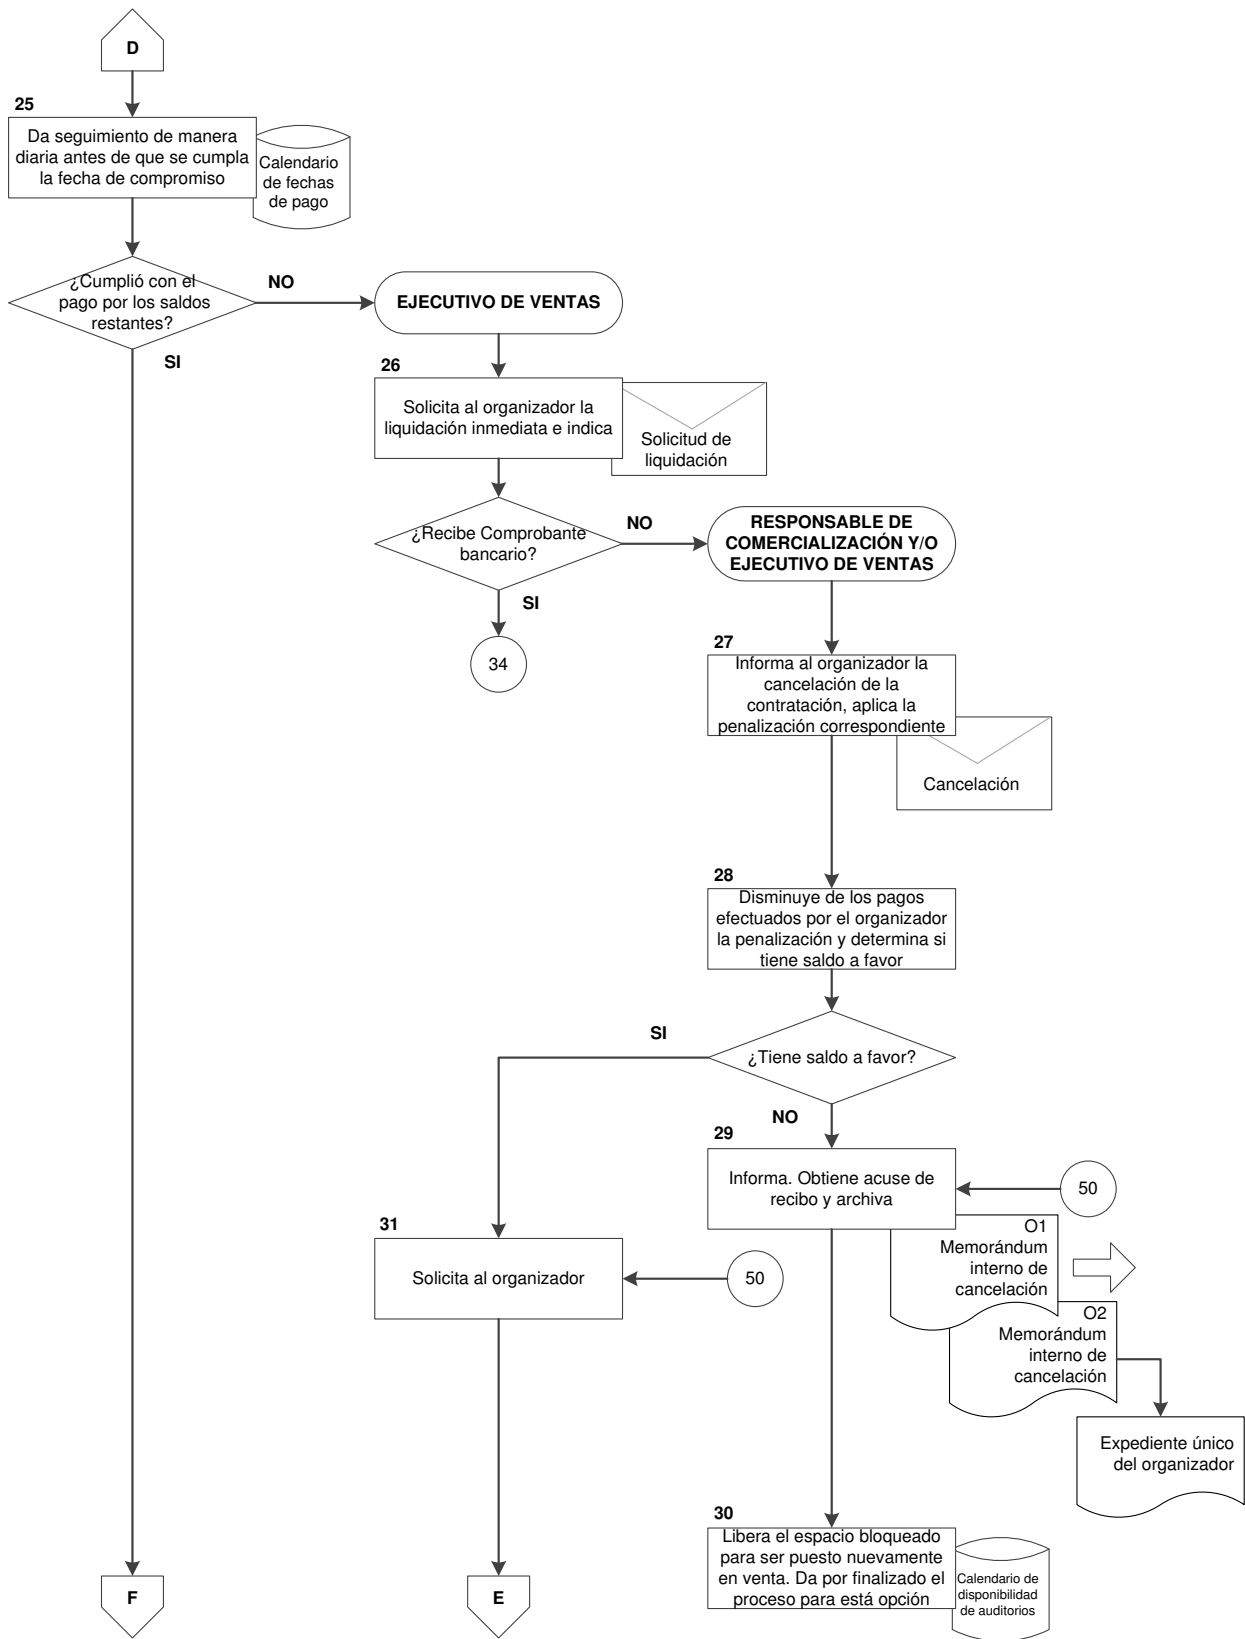 D
25
Da seguimiento de manera
diaria antes de que se cumpla
la fecha de compromiso
Calendario
de fechas
de pago
¿Cumplió con el
pago por los saldos
restantes?
NO
SI
EJECUTIVO DE VENTAS
26
Solicita al organizador la
liquidación inmediata e indica
Solicitud de
liquidación
¿Recibe Comprobante
bancario?
NO
SI
34
RESPONSABLE DE
COMERCIALIZACIÓN Y/O
EJECUTIVO DE VENTAS
27
Informa al organizador la
cancelación de la
contratación, aplica la
penalización correspondiente
Cancelación
28
Disminuye de los pagos
efectuados por el organizador
la penalización y determina si
tiene saldo a favor
¿Tiene saldo a favor?
SI
NO
29
Informa. Obtiene acuse de
recibo y archiva
50
O1
Memorándum
interno de
cancelación
O2
Memorándum
interno de
cancelación
Expediente único
del organizador
31
Solicita al organizador
50
30
Libera el espacio bloqueado
para ser puesto nuevamente
en venta. Da por finalizado el
proceso para está opción
Calendario de
disponibilidad
de auditorios
F
E